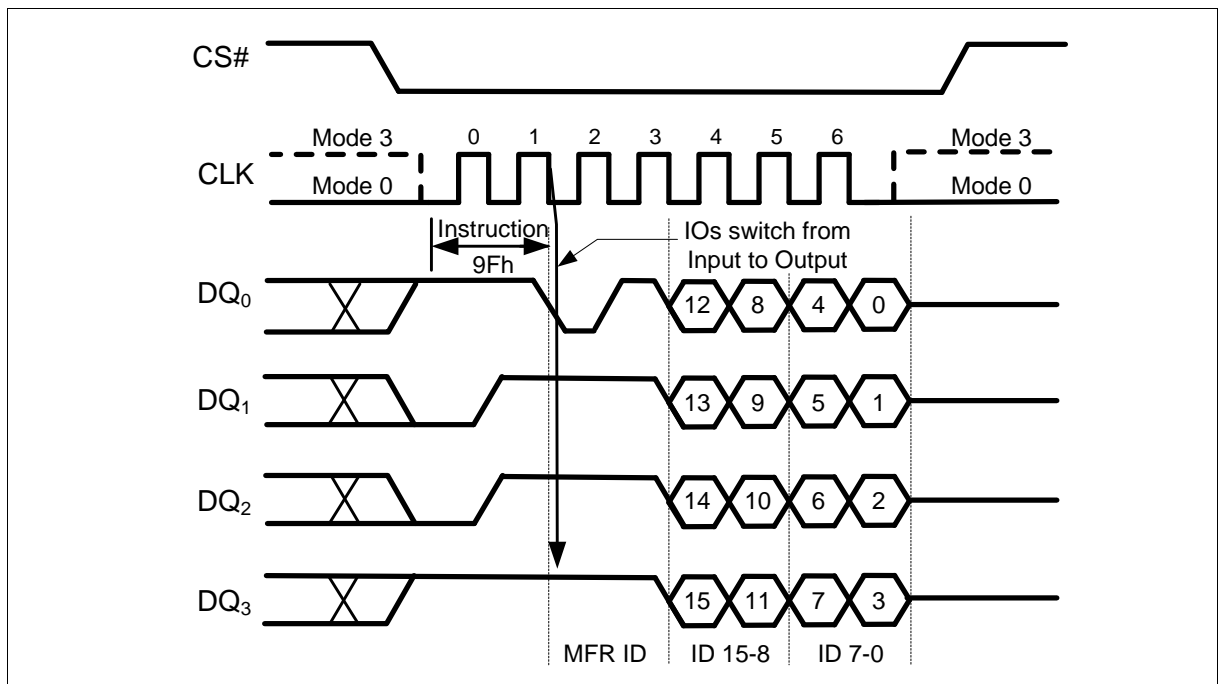 CS#
Mode 3 0 1 2 3 4 5 6 Mode 3
CLK
Mode 0 Mode 0
Instruction IOs switch from
9Fh Input to Output
DQ0 12 8 4 0
DQ1 13 9 5 1
DQ2 14 10 6 2
DQ3 15 11 7 3
MFR ID ID 15-8 ID 7-0